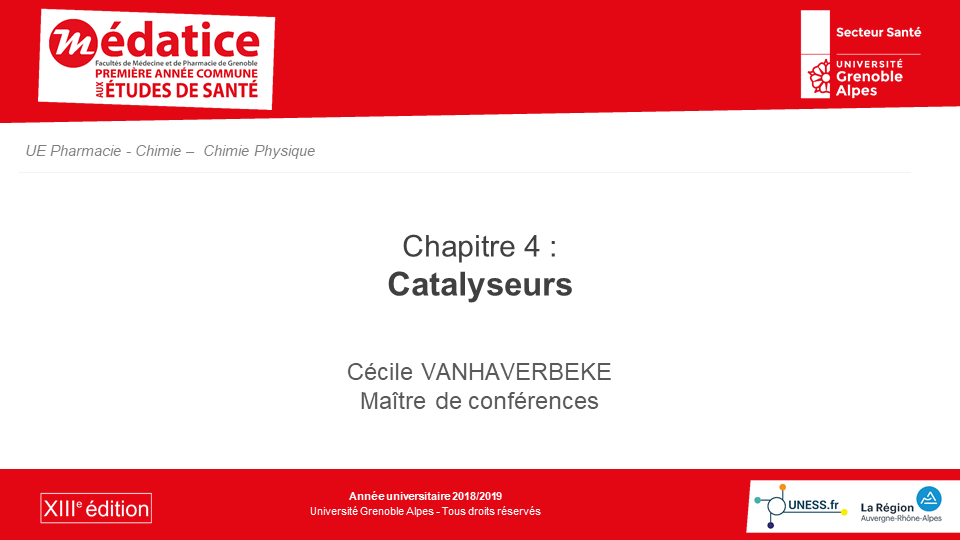 médatice
Facultés de Médecine et de Pharmacie de Grenoble
PREMIÈRE ANNÉE COMMUNE
AUX ÉTUDES DE SANTÉ
Secteur Santé
UNIVERSITÉ
Grenoble
Alpes
UE Pharmacie - Chimie – Chimie Physique
Chapitre 4 :
Catalyseurs
Cécile VANHAVERBEKE
Maître de conférences
XIIIe édition
Année universitaire 2018/2019
Université Grenoble Alpes - Tous droits réservés
UNESS.fr
La Région
Auvergne-Rhône-Alpes